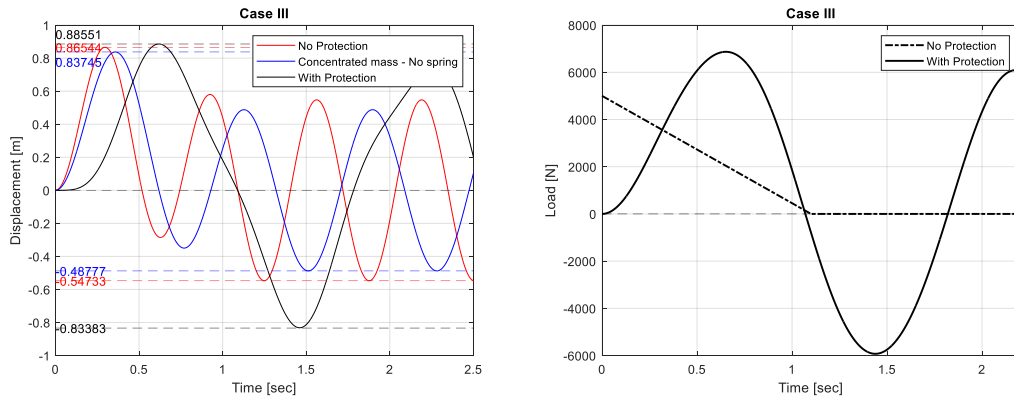 Case III
1
0.8
0.6
0.4
0.2
0
-0.2
-0.4
-0.6
-0.8
-1
0.88551
0.86544
0.83745
-0.48777
-0.54733
-0.83383
No Protection
Concentrated mass - No spring
With Protection
0 0.5 1 1.5 2 2.5
Time [sec]
Displacement [m]
Case III
8000
6000
4000
2000
0
-2000
-4000
-6000
No Protection
With Protection
0 0.5 1 1.5 2
Time [sec]
Load [N]